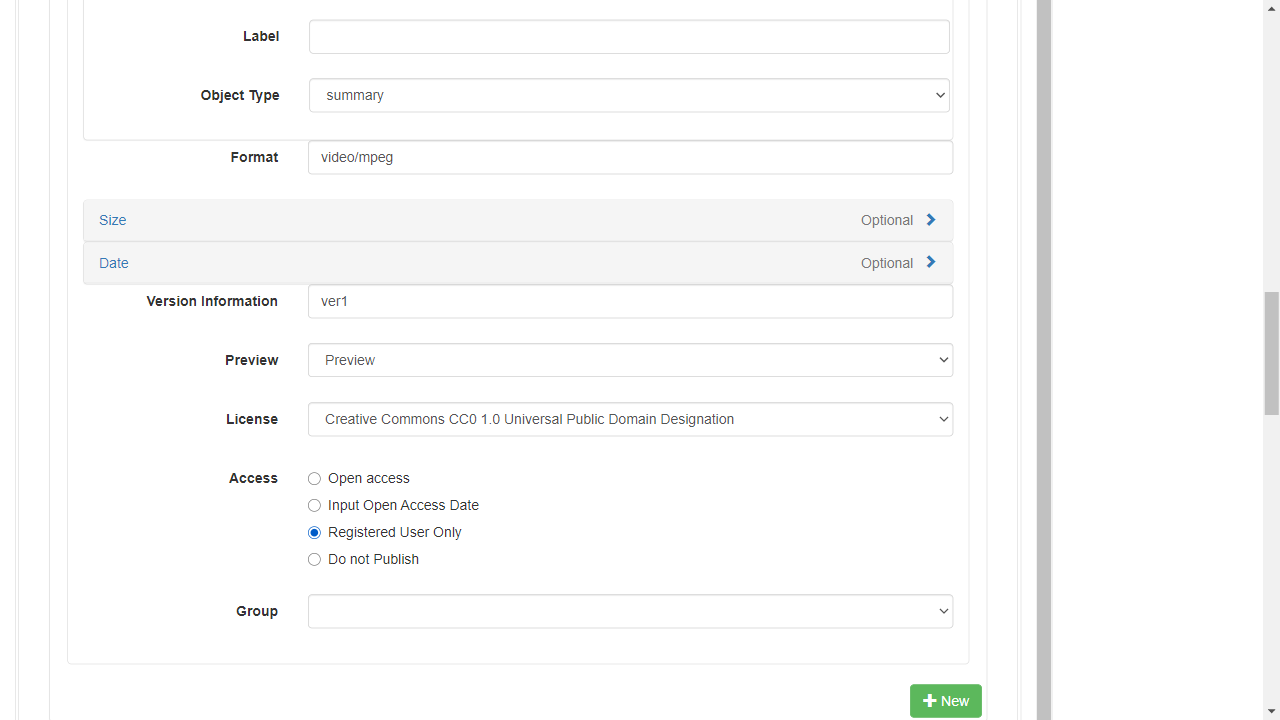 Label
Object Type summary
Format video/mpeg
Size Optional
Date Optional
Version Information ver1
Preview Preview
License Creative Commons CC0 1.0 Universal Public Domain Designation
Access Open access
Input Open Access Date
Registered User Only
Do not Publish
Group
New